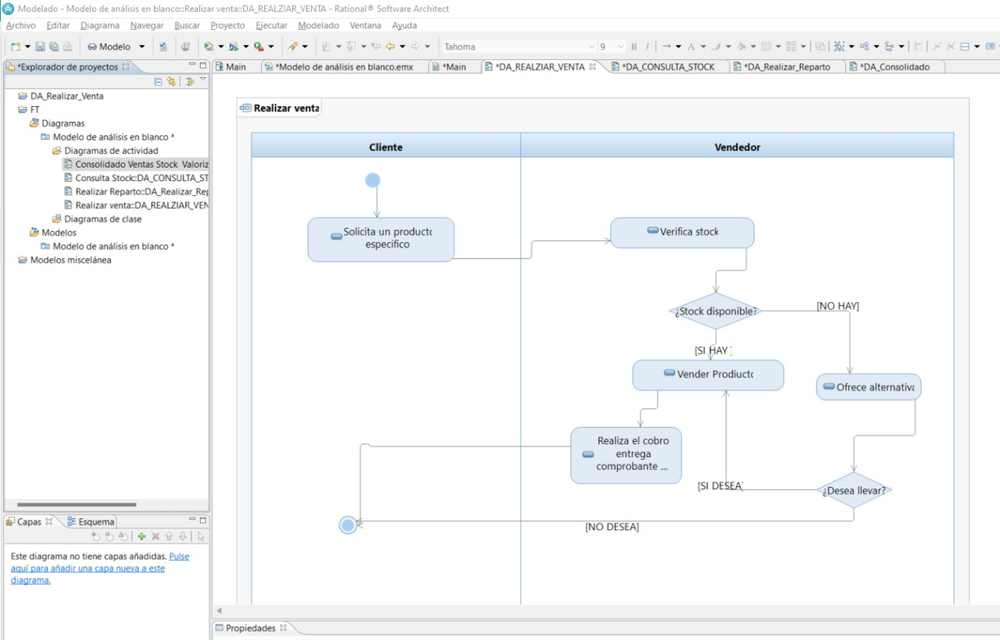 Modelado - Modelo de análisis en blanco::Realizar venta::DA_REALZIAR_VENTA - Rational® Software Architect
Archivo Editar Diagrama Navegar Buscar Proyecto Ejecutar Modelado Ventana Ayuda
Modelo
Tahoma
9
B I
A
*Explorador de proyectos
Main
*Modelo de análisis en blanco.emx
*Main
*DA_REALZIAR_VENTA
*DA_CONSULTA_STOCK
*DA_Realizar_Reparto
*DA_Consolidado
DA_Realizar_Venta
FT
Diagramas
Modelo de análisis en blanco *
Diagramas de actividad
Consolidado Ventas Stock Valoriz
Consulta Stock::DA_CONSULTA_ST
Realizar Reparto::DA_Realizar_Rep
Realizar venta::DA_REALZIAR_VEN
Diagramas de clase
Modelos
Modelo de análisis en blanco *
Modelos miscelánea
Realizar venta
Cliente
Vendedor
Solicita un producto
especifico
Verifica stock
¿Stock disponible?
[NO HAY]
[SI HAY ]
Vender Prodiucto
Ofrece alternativa
Realiza el cobro
entrega
comprobante ...
[SI DESEA]
¿Desea llevar?
[NO DESEA]
Capas
Esquema
Este diagrama no tiene capas añadidas. Pulse
aquí para añadir una capa nueva a este
diagrama.
Propiedades